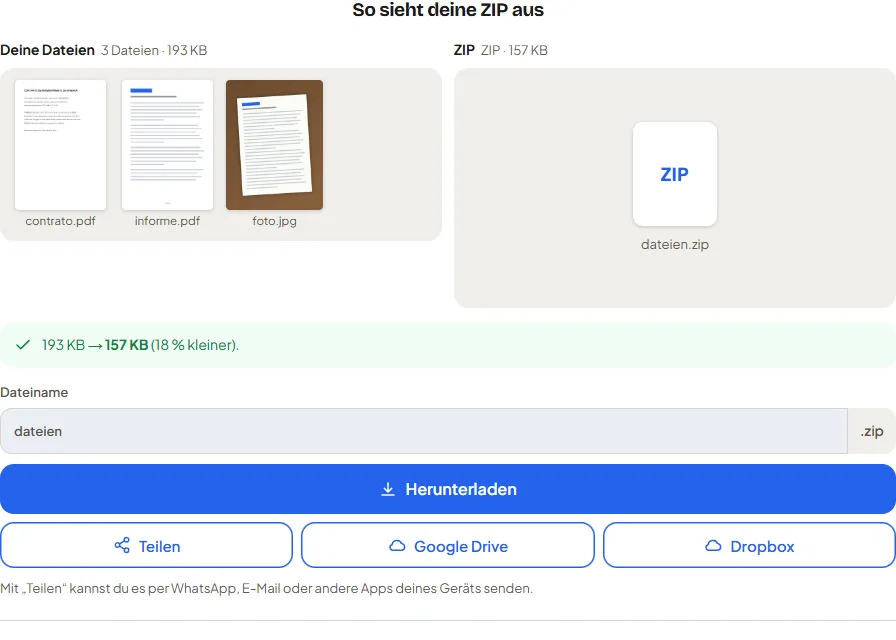 So sieht deine ZIP aus
Deine Dateien 3 Dateien · 193 KB
ZIP ZIP · 157 KB
contrato.pdf
informe.pdf
foto.jpg
ZIP
dateien.zip
193 KB → 157 KB (18 % kleiner).
Dateiname
dateien
.zip
Herunterladen
Teilen
Google Drive
Dropbox
Mit „Teilen“ kannst du es per WhatsApp, E-Mail oder andere Apps deines Geräts senden.